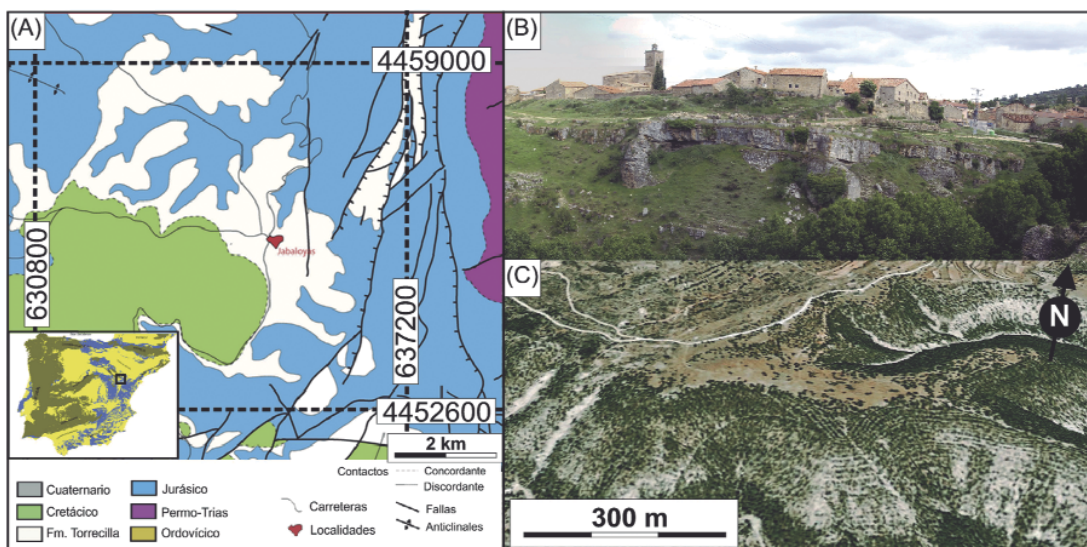 (A)
4459000
Jabaloyas
630800
637200
4452600
2 km
Contactos
Concordante
Discordante
Cuaternario
Jurásico
Carreteras
Fallas
Cretácico
Permo-Trias
Localidades
Anticlinales
Fm. Torrecilla
Ordovícico
(B)
(C)
N
300 m